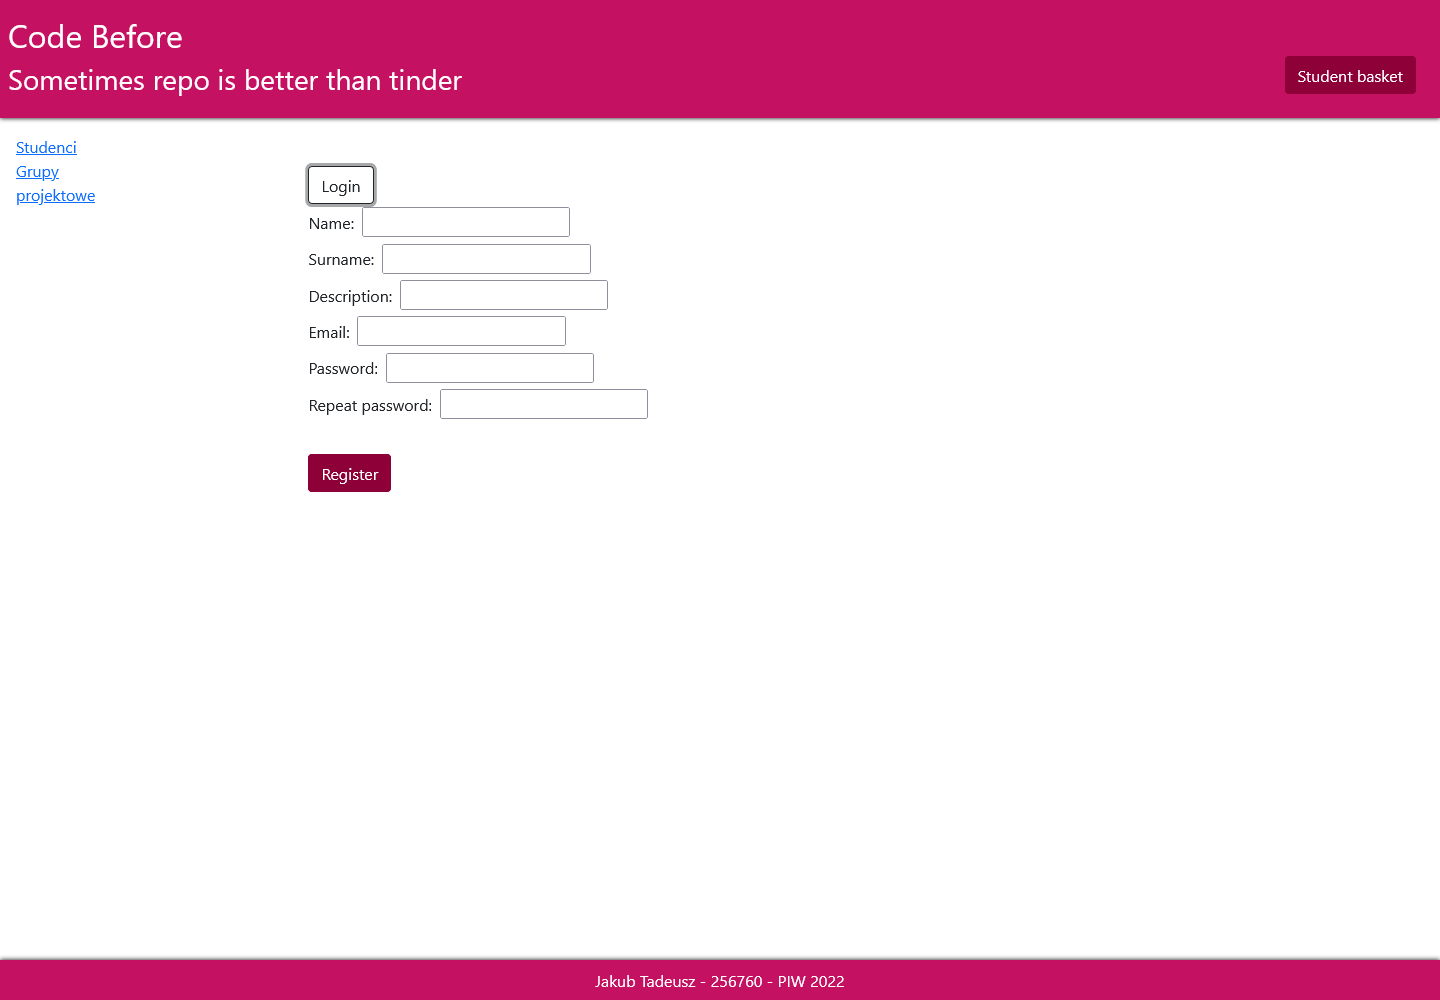 Code Before
Sometimes repo is better than tinder
Student basket
Studenci
Grupy
projektowe
Login
Name:
Surname:
Description:
Email:
Password:
Repeat password:
Register
Jakub Tadeusz - 256760 - PIW 2022